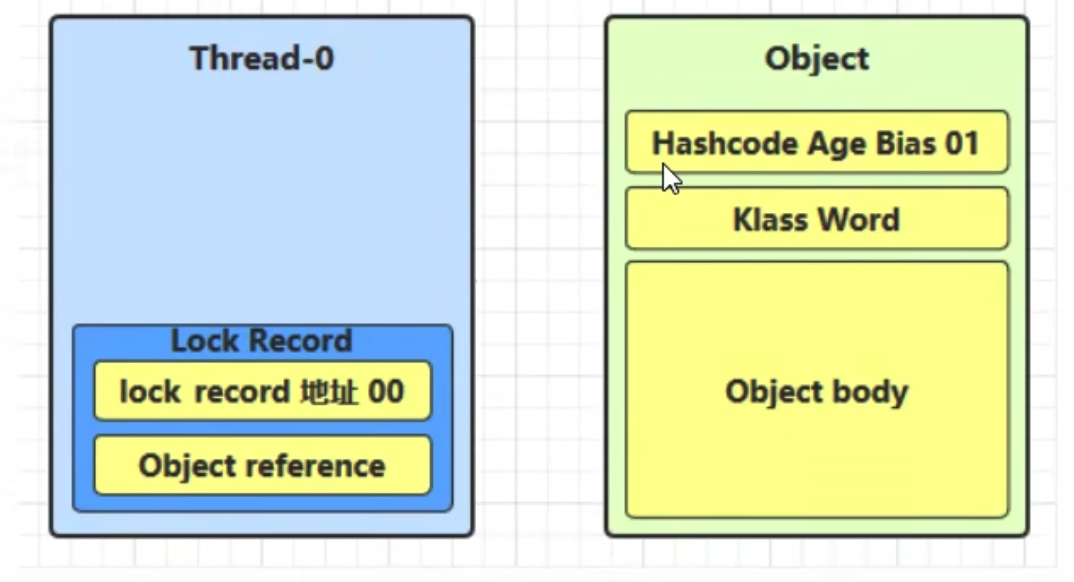 Thread-0
Lock Record
lock record 地址 00
Object reference
Object
Hashcode Age Bias 01
Klass Word
Object body